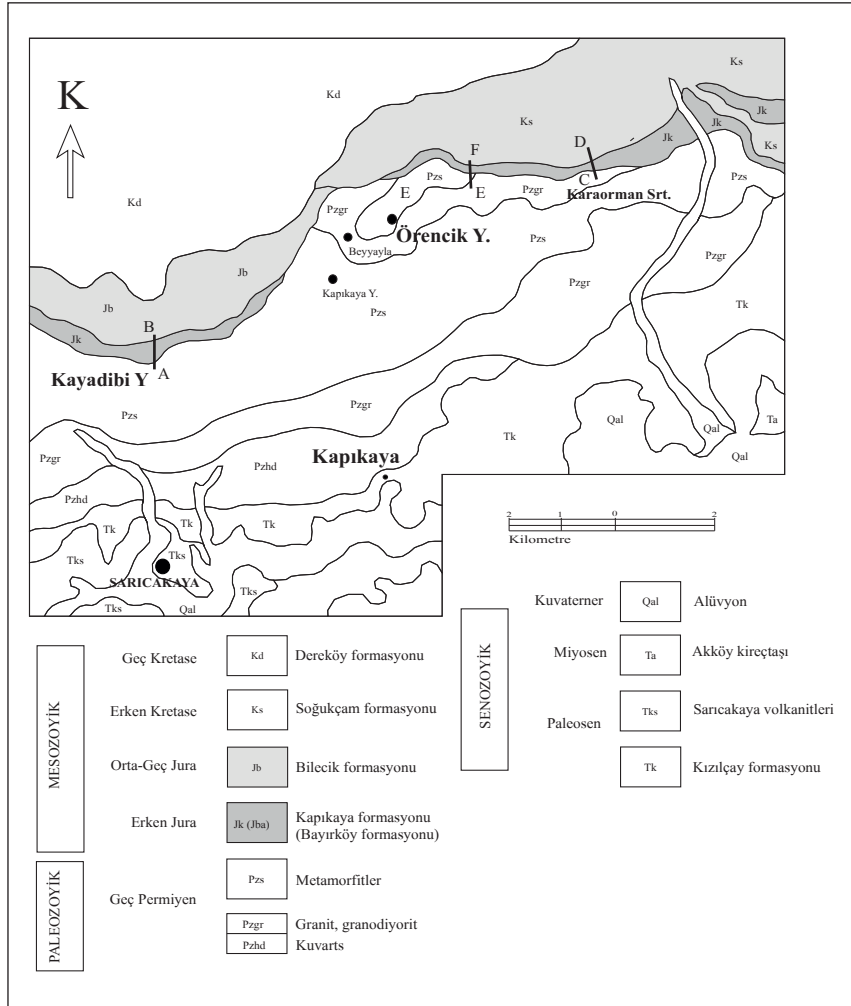 K
Kd
Ks
Ks
Jk
Jk
Ks
Kd
D
Jk
F
C
Pzs
E
E
Pzgr
Karaorman Srt.
Pzs
Pzgr
Örencik Y.
Beyyayla
Pzs
Pzgr
Jb
Jb
Kapıkaya Y.
Pzgr
Tk
Pzs
B
Jk
A
Kayadibi Y
Pzs
Pzgr
Qal
Qal
Ta
Tk
Qal
Pzgr
Kapıkaya
Pzhd
Pzhd
Tk
Tk
Tk
Tks
Tks
SARICAKAYA
Tks
Tks
Qal
2 1 0 2
Kilometre
MESOZOYİK
Geç Kretase Kd Dereköy formasyonu
Erken Kretase Ks Soğukçam formasyonu
Orta-Geç Jura Jb Bilecik formasyonu
Erken Jura Jk (Jba) Kapıkaya formasyonu
(Bayırköy formasyonu)
PALEOZOYİK
Geç Permiyen Pzs Metamorfitler
Pzgr Granit, granodiyorit
Pzhd Kuvarts
SENOZOYİK
Kuvaterner Qal Alüvyon
Miyosen Ta Akköy kireçtaşı
Paleosen Tks Sarıcakaya volkanitleri
Tk Kızılçay formasyonu